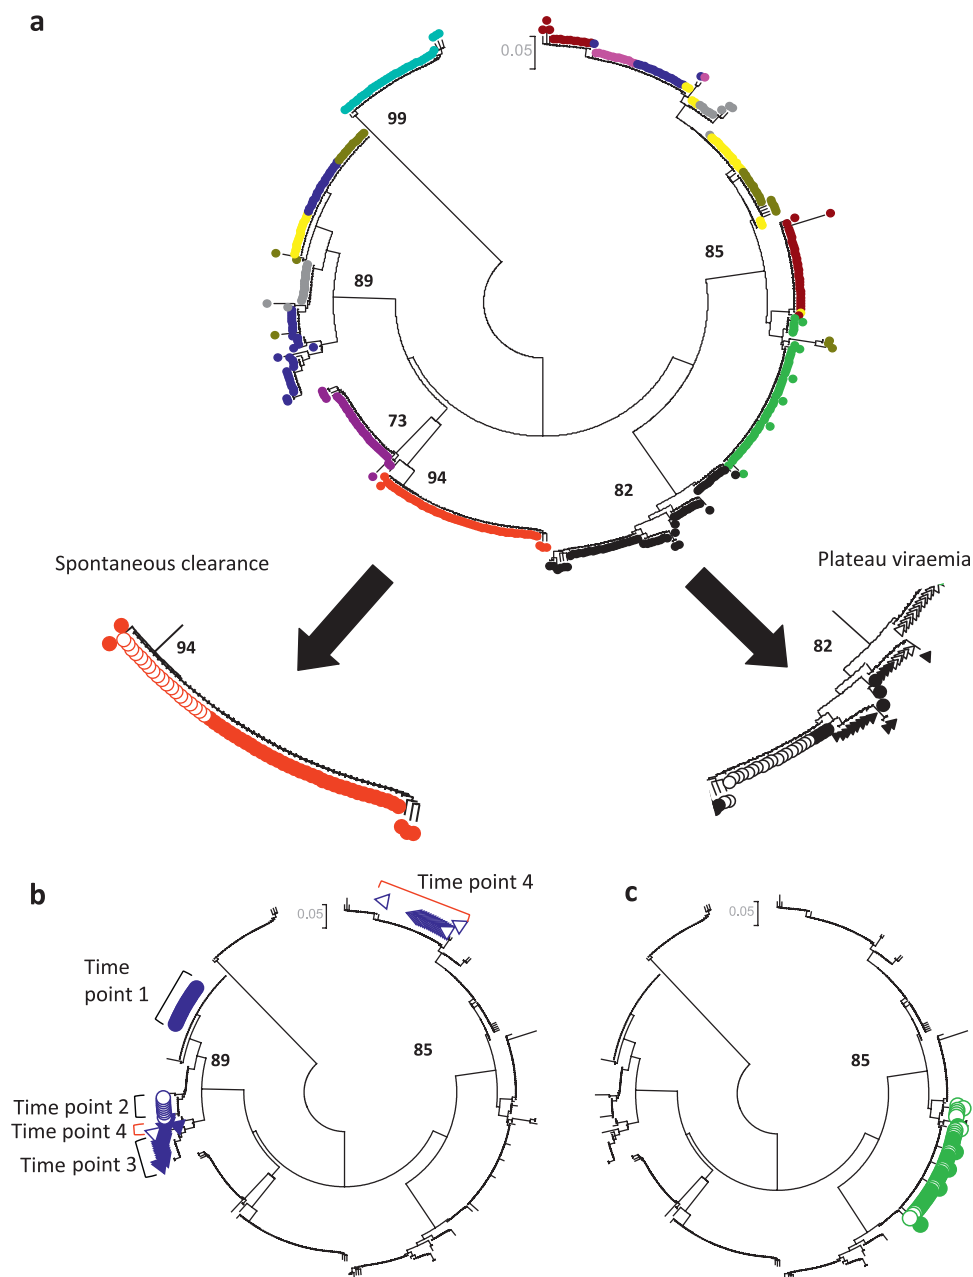 a
0.05
99
85
89
73
94
82
Spontaneous clearance
Plateau viraemia
94
82
b
Time point 4
c
0.05
0.05
Time
point 1
89
85
85
Time point 2
Time point 4
Time point 3